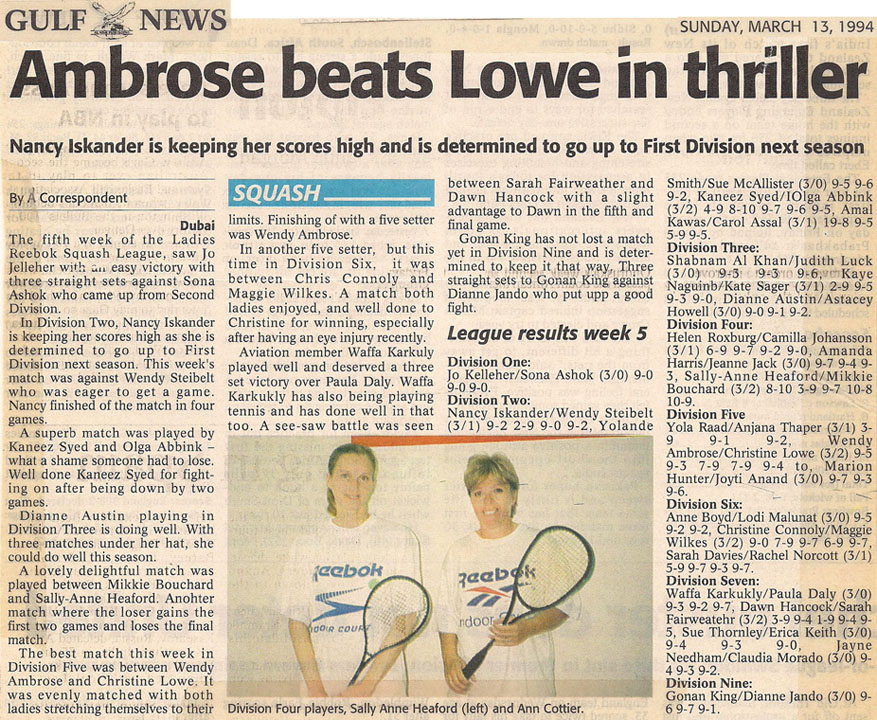 GULF NEWS
SUNDAY, MARCH 13, 1994
Ambrose beats Lowe in thriller
Nancy Iskander is keeping her scores high and is determined to go up to First Division next season
By A Correspondent
Dubai
The fifth week of the Ladies
Reebok Squash League, saw Jo
Jelleher with an easy victory with
three straight sets against Sona
Ashok who came up from Second
Division.
In Division Two, Nancy Iskander
is keeping her scores high as she is
determined to go up to First
Division next season. This week's
match was against Wendy Steibelt
who was eager to get a game.
Nancy finished of the match in four
games.
A superb match was played by
Kaneez Syed and Olga Abbink –
what a shame someone had to lose.
Well done Kaneez Syed for fight-
ing on after being down by two
games.
Dianne Austin playing in
Division Three is doing well. With
three matches under her hat, she
could do well this season.
A lovely delightful match was
played between Mikkie Bouchard
and Sally-Anne Heaford. Anohter
match where the loser gains the
first two games and loses the final
match.
The best match this week in
Division Five was between Wendy
Ambrose and Christine Lowe. It
was evenly matched with both
ladies stretching themselves to their
SQUASH
limits. Finishing of with a five setter
was Wendy Ambrose.
In another five setter, but this
time in Division Six, it was
between Chris Connoly and
Maggie Wilkes. A match both
ladies enjoyed, and well done to
Christine for winning, especially
after having an eye injury recently.
Aviation member Waffa Karkuly
played well and deserved a three
set victory over Paula Daly. Waffa
Karkukly has also being playing
tennis and has done well in that
too. A see-saw battle was seen
between Sarah Fairweather and
Dawn Hancock with a slight
advantage to Dawn in the fifth and
final game.
Gonan King has not lost a match
yet in Division Nine and is deter-
mined to keep it that way. Three
straight sets to Gonan King against
Dianne Jando who put upp a good
fight.
League results week 5
Division One:
Jo Kelleher/Sona Ashok (3/0) 9-0
9-0 9-0.
Division Two:
Nancy Iskander/Wendy Steibelt
(3/1) 9-2 2-9 9-0 9-2, Yolande
Smith/Sue McAllister (3/0) 9-5 9-6
9-2, Kaneez Syed/IOlga Abbink
(3/2) 4-9 8-10 9-7 9-6 9-5, Amal
Kawas/Carol Assal (3/1) 19-8 9-5
5-9 9-5.
Division Three:
Shabnam Al Khan/Judith Luck
(3/0) 9-5 9-3 9-6, Kaye
Naguinb/Kate Sager (3/1) 2-9 9-5
9-3 9-0, Dianne Austin/Astacey
Howell (3/0) 9-0 9-1 9-2.
Division Four:
Helen Roxburg/Camilla Johansson
(3/1) 6-9 9-7 9-2 9-0, Amanda
Harris/Jeanne Jack (3/0) 9-7 9-4 9-
3, Sally-Anne Heaford/Mikkie
Bouchard (3/2) 8-10 3-9 9-7 10-8
10-9.
Division Five
Yola Raad/Anjana Thaper (3/1) 3-
9 9-1 9-2, Wendy
Ambrose/Christine Lowe (3/2) 9-5
9-3 7-9 7-9 9-4 to, Marion
Hunter/Joyti Anand (3/0) 9-7 9-3
9-6.
Division Six:
Anne Boyd/Lodi Malunat (3/0) 9-5
9-2 9-2, Christine Connoly/Maggie
Wilkes (3/2) 9-0 7-9 9-7 6-9 9-7,
Sarah Davies/Rachel Norcott (3/1)
5-9 9-7 9-3 9-7.
Division Seven:
Waffa Karkukly/Paula Daly (3/0)
9-3 9-2 9-7, Dawn Hancock/Sarah
Fairweatehr (3/2) 3-9 9-4 1-9 9-4 9-
5, Sue Thornley/Erica Keith (3/0)
9-4 9-3 9-0, Jayne
Needham/Claudia Morado (3/0) 9-
4 9-3 9-2.
Division Nine:
Gonan King/Dianne Jando (3/0) 9-
6 9-7 9-1.
Reebok
INDOOR COURT
Reebok
Indoor
Division Four players, Sally Anne Heaford (left) and Ann Cottier.